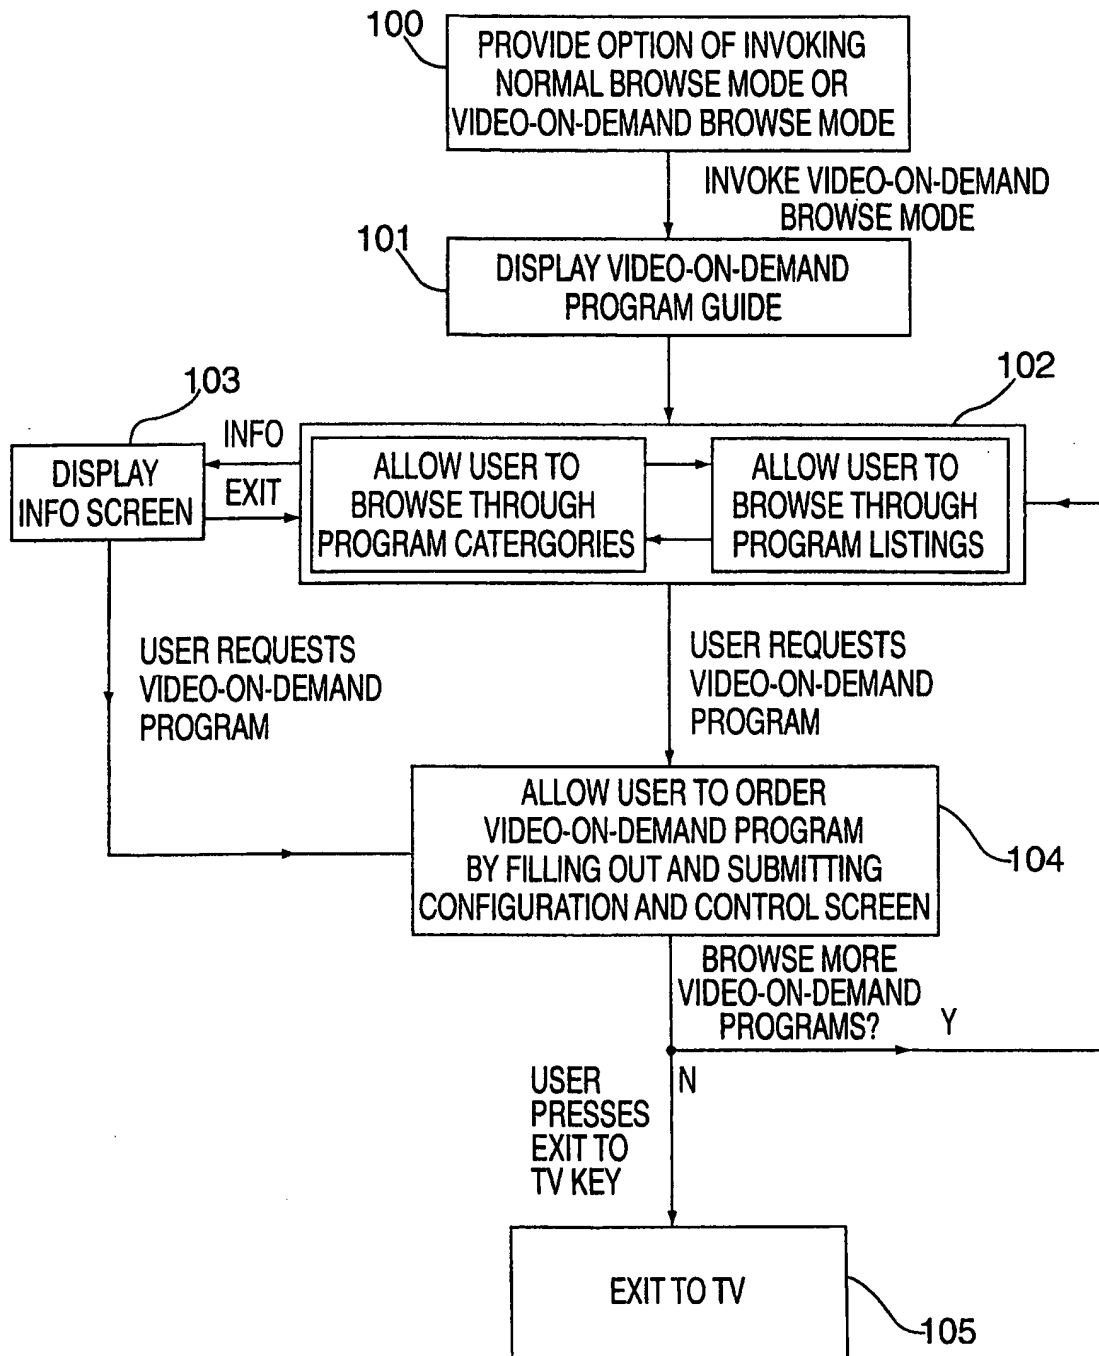 100
PROVIDE OPTION OF INVOKING
NORMAL BROWSE MODE OR
VIDEO-ON-DEMAND BROWSE MODE
INVOKE VIDEO-ON-DEMAND
BROWSE MODE
101
DISPLAY VIDEO-ON-DEMAND
PROGRAM GUIDE
103
102
DISPLAY
INFO SCREEN
INFO
EXIT
ALLOW USER TO
BROWSE THROUGH
PROGRAM CATERGORIES
ALLOW USER TO
BROWSE THROUGH
PROGRAM LISTINGS
USER REQUESTS
VIDEO-ON-DEMAND
PROGRAM
USER REQUESTS
VIDEO-ON-DEMAND
PROGRAM
ALLOW USER TO ORDER
VIDEO-ON-DEMAND PROGRAM
BY FILLING OUT AND SUBMITTING
CONFIGURATION AND CONTROL SCREEN
104
BROWSE MORE
VIDEO-ON-DEMAND
PROGRAMS?
Y
N
USER
PRESSES
EXIT TO
TV KEY
EXIT TO TV
105